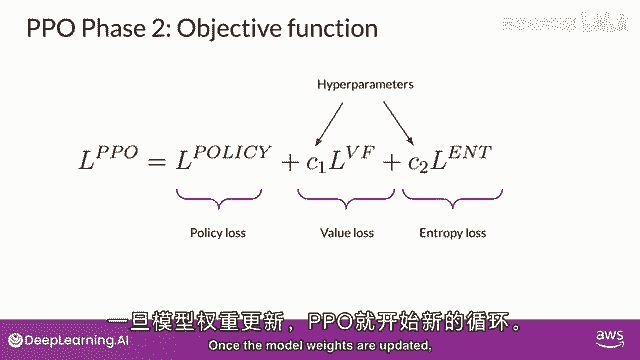 PPO Phase 2: Objective function
Hyperparameters
L^{PPO} = L^{POLICY} + c_1 L^{VF} + c_2 L^{ENT}
Policy loss
Value loss
Entropy loss
一旦模型权重更新，PPO就开始新的循环。
DeepLearning.AI
Once the model weights are updated,
aws